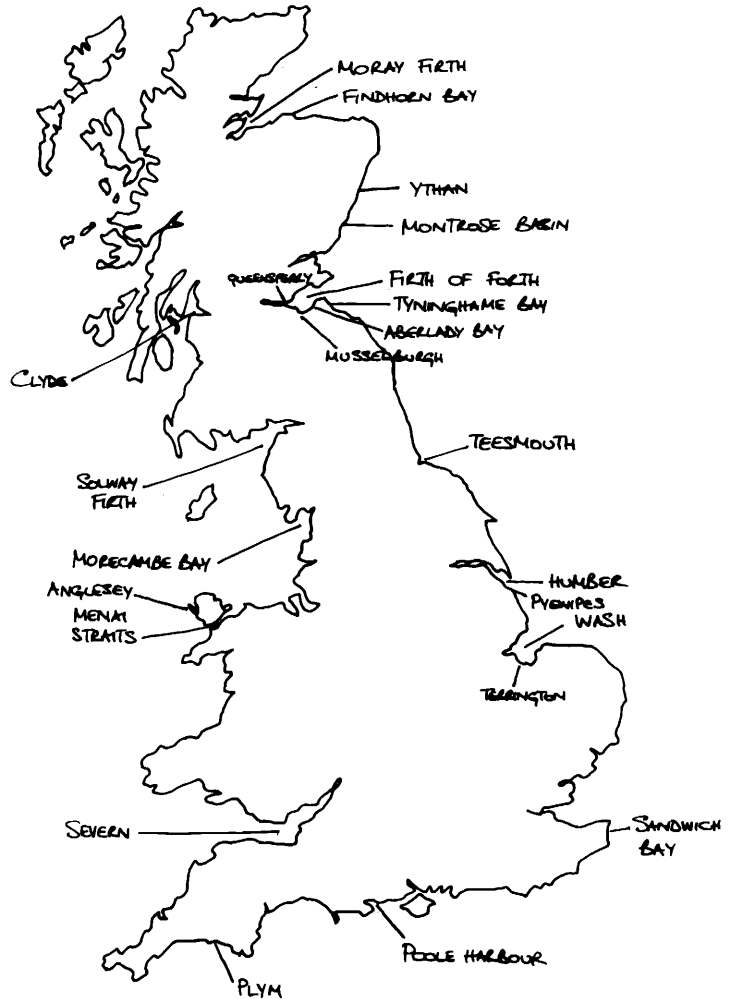 MORAY FIRTH
FINDHORN BAY
YTHAN
MONTROSE BASIN
QUEENSFERRY
FIRTH OF FORTH
TYNINGHAME BAY
ABERLADY BAY
MUSSELBURGH
CLYDE
TEESMOUTH
SOLWAY
FIRTH
MORECAMBE BAY
ANGLESEY
MENAI
STRAITS
HUMBER
PYEWIPES
WASH
TERRINGTON
SEVERN
SANDWICH
BAY
POOLE HARBOUR
PLYM